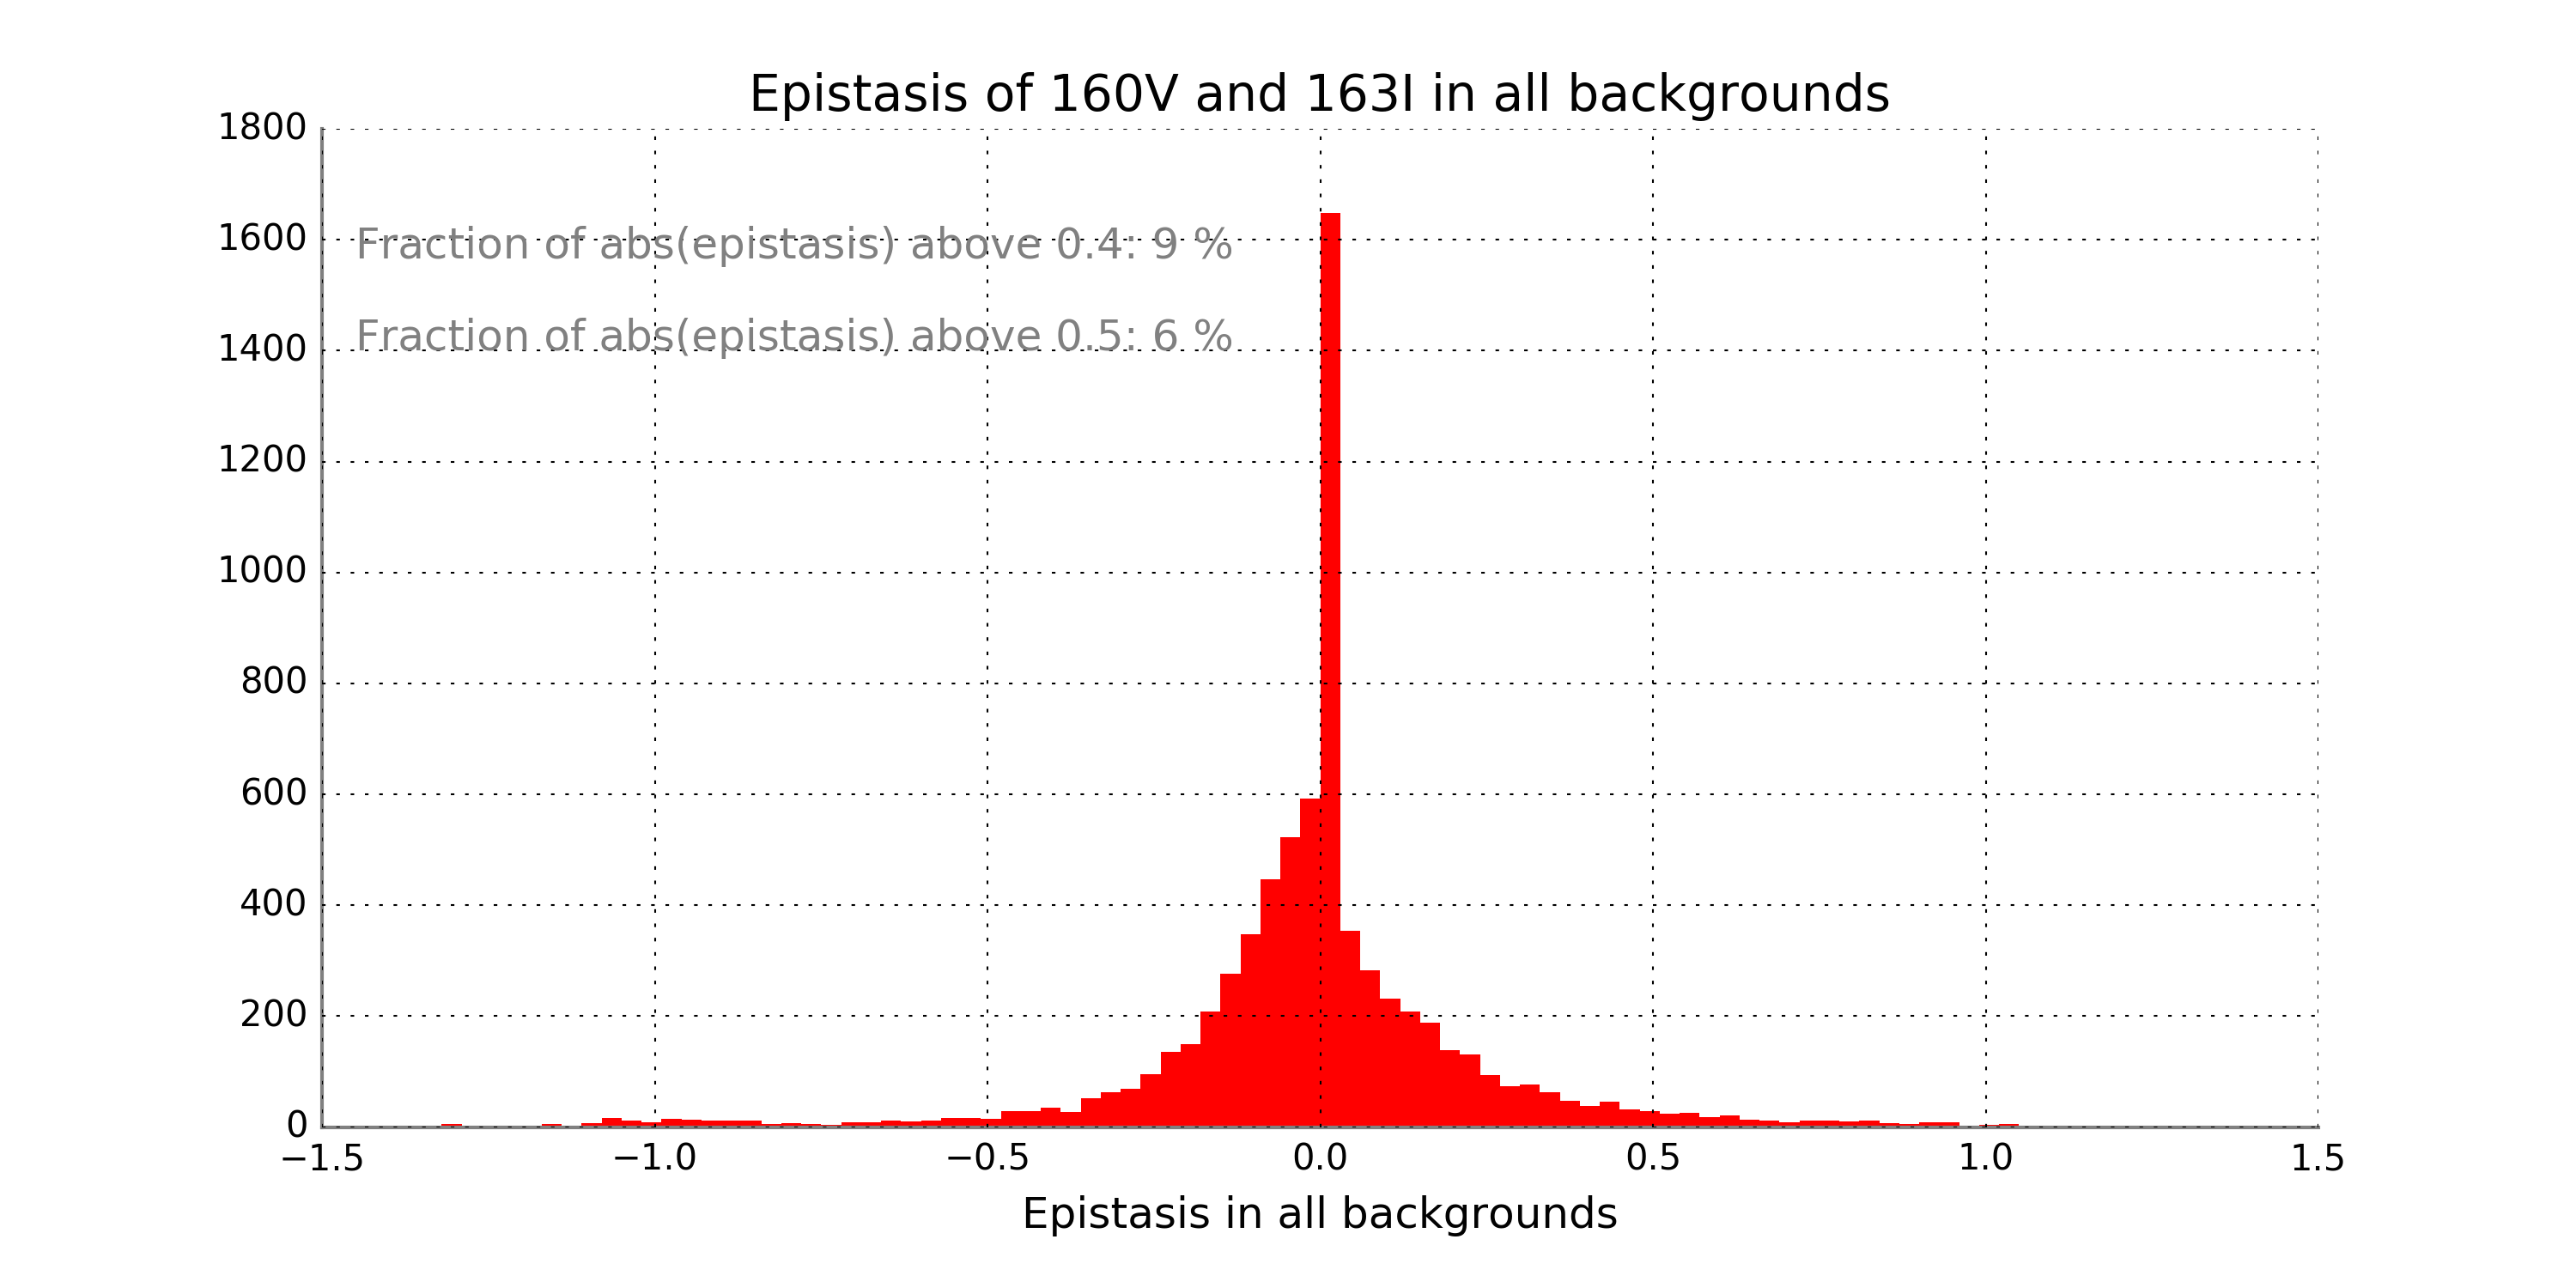 Epistasis of 160V and 163I in all backgrounds
1800
1600
Fraction of abs(epistasis) above 0.4: 9 %
Fraction of abs(epistasis) above 0.5: 6 %
1400
1200
1000
800
600
400
200
0
−1.5 −1.0 −0.5 0.0 0.5 1.0 1.5
Epistasis in all backgrounds